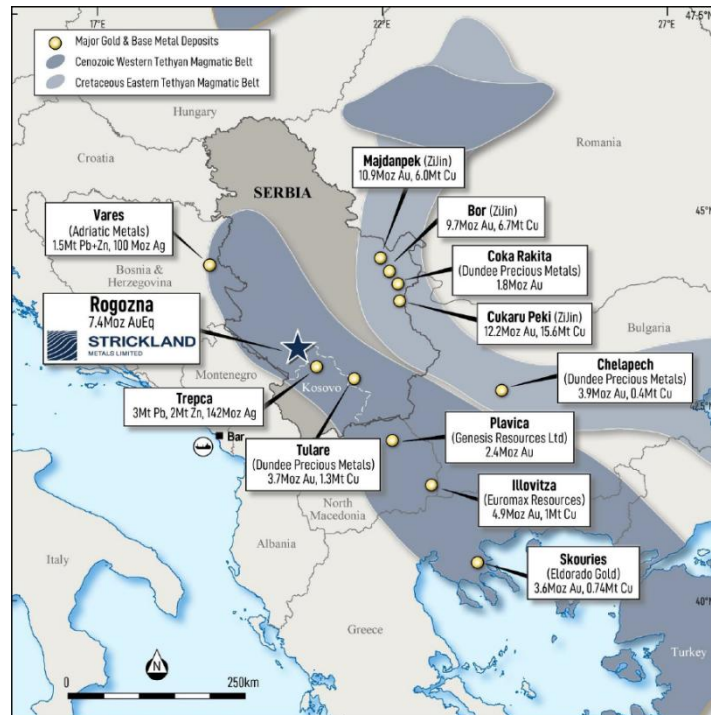 17°E
22°E
27°E
47.5°N
Major Gold & Base Metal Deposits
Cenozoic Western Tethyan Magmatic Belt
Cretaceous Eastern Tethyan Magmatic Belt
Hungary
Romania
Croatia
SERBIA
Majdanpek (ZiJin)
10.9Moz Au, 6.0Mt Cu
45°N
Bor (ZiJin)
9.7Moz Au, 6.7Mt Cu
Vares
(Adriatic Metals)
1.5Mt Pb+Zn, 100 Moz Ag
Coka Rakita
(Dundee Precious Metals)
1.8Moz Au
Bosnia &
Herzegovina
Cukaru Peki (ZiJin)
12.2Moz Au, 15.6Mt Cu
Rogozna
7.4Moz AuEq
STRICKLAND
METALS LIMITED
Bulgaria
Chelapech
(Dundee Precious Metals)
3.9Moz Au, 0.4Mt Cu
Montenegro
Kosovo
Trepca
3Mt Pb, 2Mt Zn, 142Moz Ag
Bar
Plavica
(Genesis Resources Ltd)
2.4Moz Au
Tulare
(Dundee Precious Metals)
3.7Moz Au, 1.3Mt Cu
Illovitza
(Euromax Resources)
4.9Moz Au, 1Mt Cu
North
Macedonia
Albania
Italy
Skouries
(Eldorado Gold)
3.6Moz Au, 0.74Mt Cu
40°N
Greece
Turkey
N
0
250km